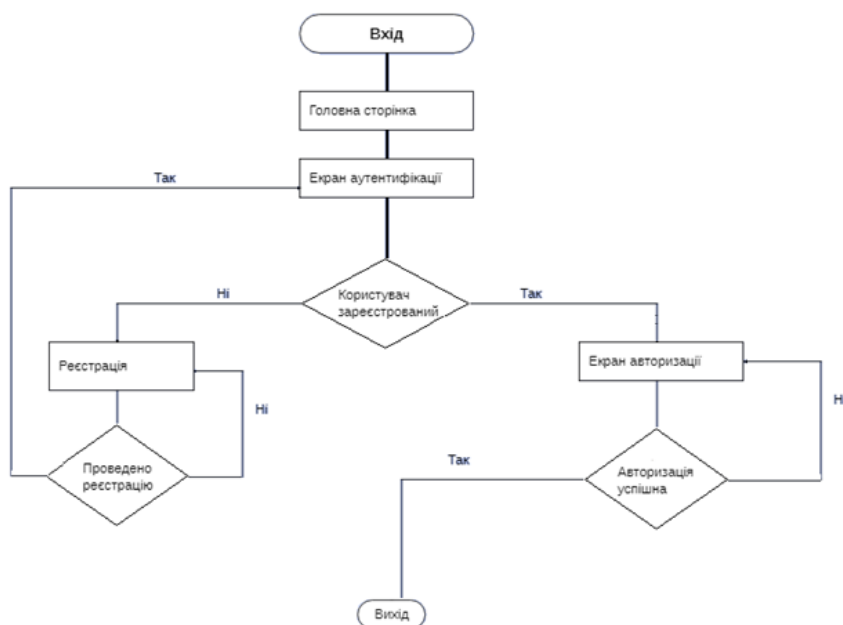 Вхід
Головна сторінка
Екран аутентифікації
Так
Ні
Користувач
зареєстрований
Так
Реєстрація
Екран авторизації
Ні
Н
Проведено
реєстрацію
Так
Авторизація
успішна
Вихід